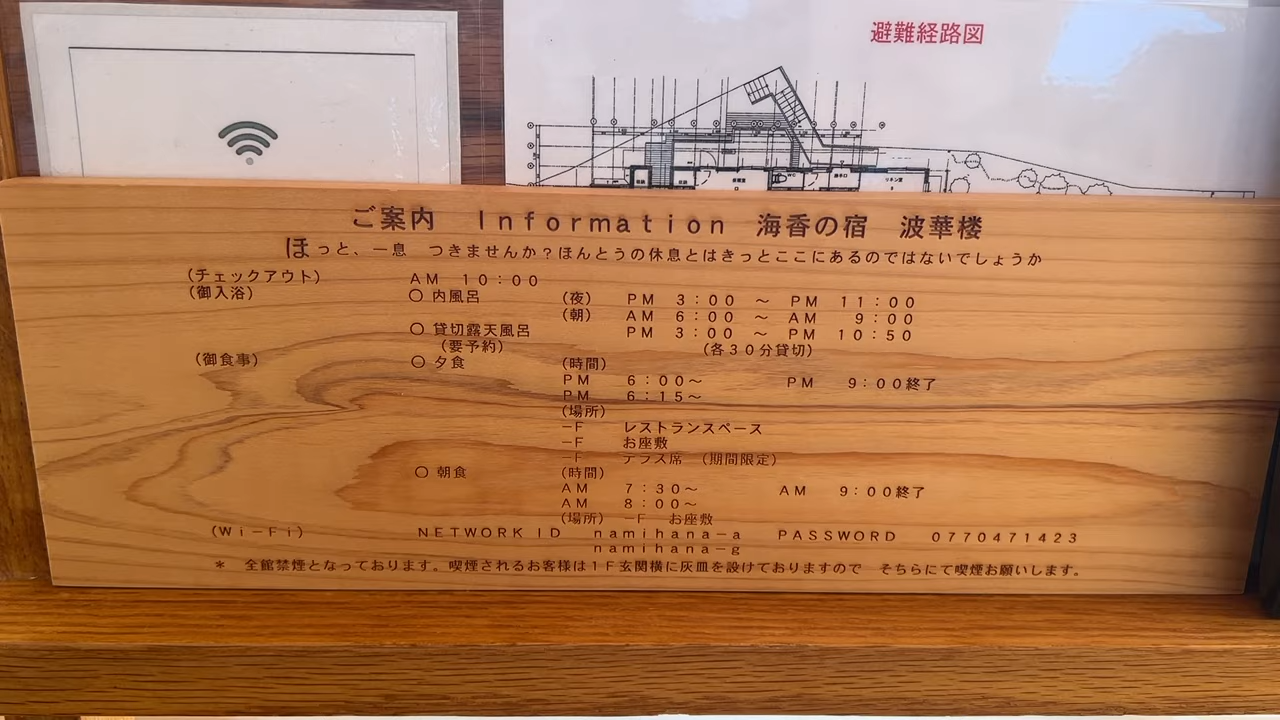 避難経路図
ご案内 Information 海香の宿 波華楼
ほっと、一息 つきませんか？ほんとうの休息とはきっとここにあるのではないでしょうか
(チェックアウト) AM 10:00
(御入浴) ○ 内風呂 (夜) PM 3:00 ～ PM 11:00
(朝) AM 6:00 ～ AM 9:00
○ 貸切露天風呂 PM 3:00 ～ PM 10:50
(要予約) (各30分貸切)
(御食事) ○ 夕食 (時間)
PM 6:00～ PM 9:00終了
PM 6:15～
(場所)
－F レストランスペース
－F お座敷
－F テラス席 (期間限定)
○ 朝食 (時間)
AM 7:30～ AM 9:00終了
AM 8:00～
(場所) －F お座敷
(Wi－Fi) NETWORK ID namihana－a PASSWORD 0770471423
namihana－g
＊ 全館禁煙となっております。喫煙されるお客様は1F玄関横に灰皿を設けておりますので そちらにて喫煙お願いします。